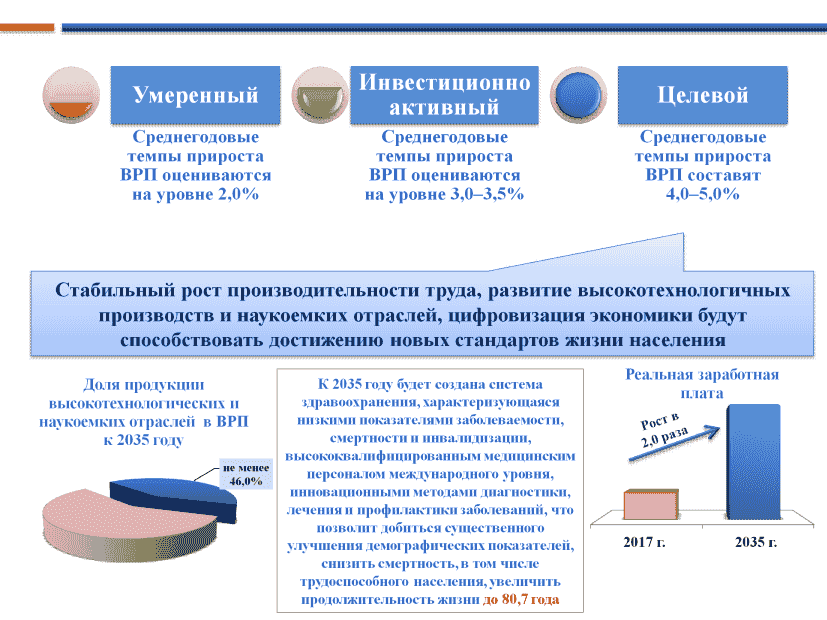 Умеренный
Среднегодовые
темпы прироста
ВРП оцениваются
на уровне 2,0%
Инвестиционно
активный
Среднегодовые
темпы прироста
ВРП оцениваются
на уровне 3,0–3,5%
Целевой
Среднегодовые
темпы прироста
ВРП составят
4,0–5,0%
Стабильный рост производительности труда, развитие высокотехнологичных
производств и наукоемких отраслей, цифровизация экономики будут
способствовать достижению новых стандартов жизни населения
Доля продукции
высокотехнологических и
наукоемких отраслей в ВРП
к 2035 году
не менее
46,0%
К 2035 году будет создана система
здравоохранения, характеризующаяся
низкими показателями заболеваемости,
смертности и инвалидизации,
высококвалифицированным медицинским
персоналом международного уровня,
инновационными методами диагностики,
лечения и профилактики заболеваний, что
позволит добиться существенного
улучшения демографических показателей,
снизить смертность, в том числе
трудоспособного населения, увеличить
продолжительность жизни до 80,7 года
Реальная заработная
плата
Рост в
2,0 раза
2017 г.
2035 г.